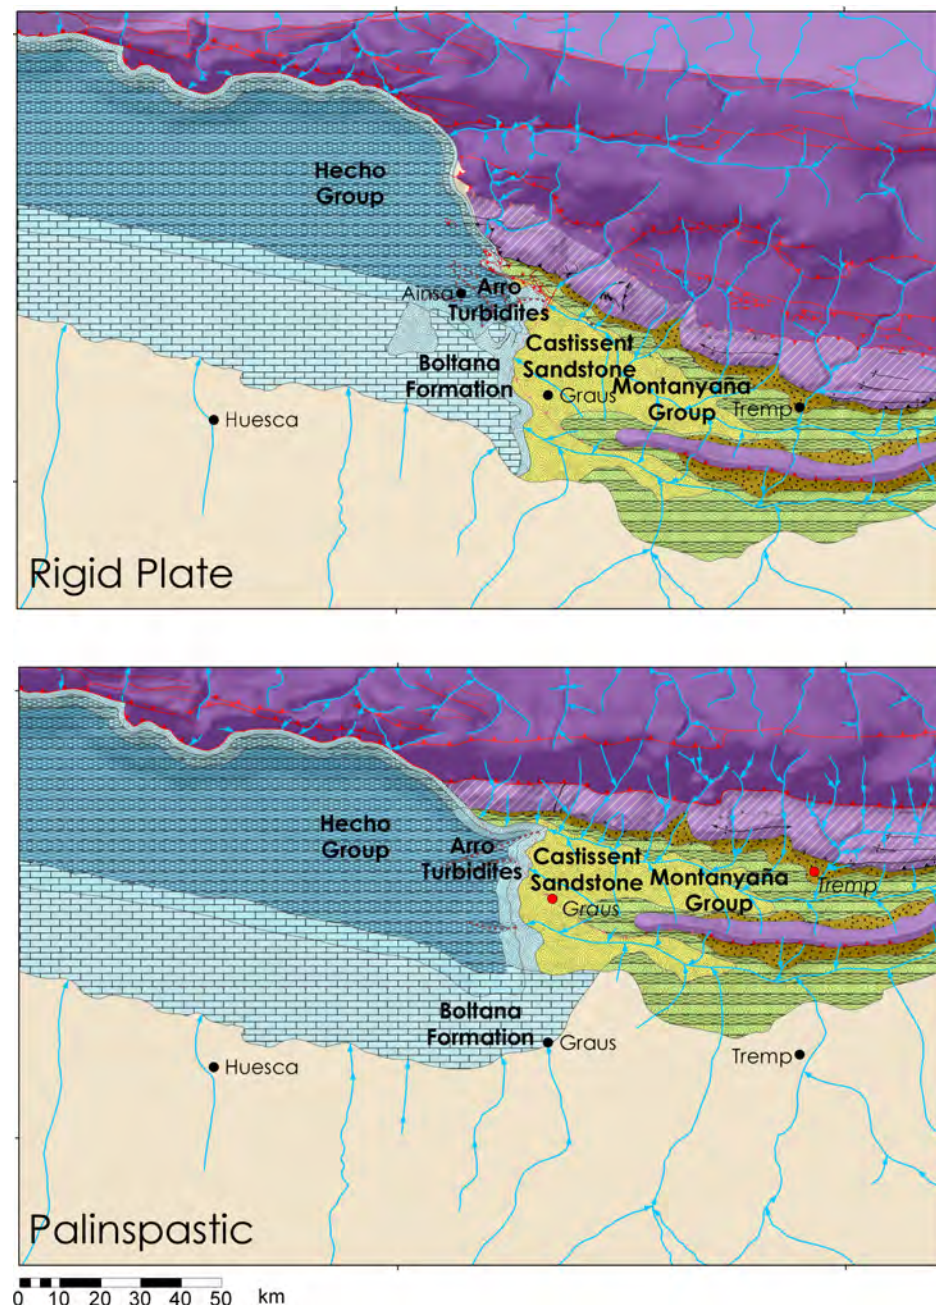 Hecho
Group
Ainsa
Arro
Turbidites
Castissent
Sandstone
Boltana
Formation
Montanyaña
Group
Graus
Tremp
Huesca
Rigid Plate
Hecho
Group
Arro
Turbidites
Castissent
Sandstone
Montanyaña
Group
Tremp
Graus
Boltana
Formation
Graus
Tremp
Huesca
Palinspastic
0 10 20 30 40 50 km